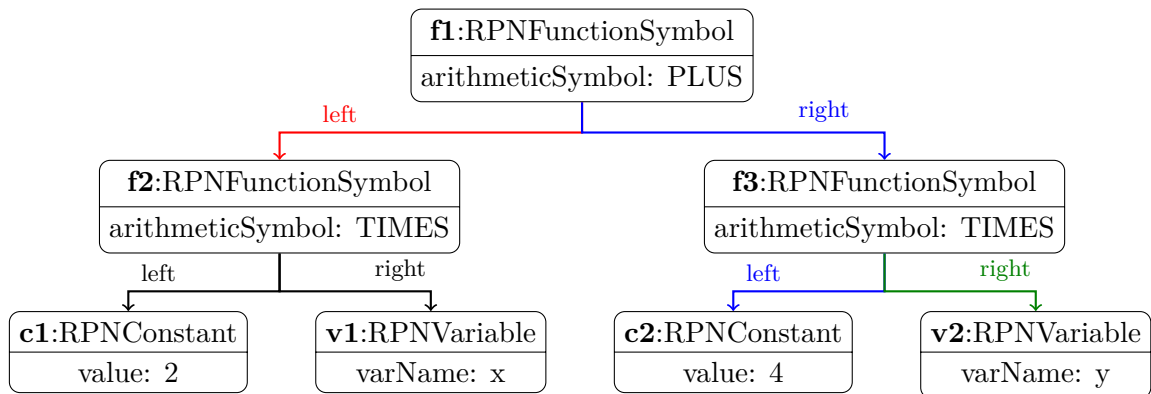 f1:RPNFunctionSymbol
arithmeticSymbol: PLUS
left
right
f2:RPNFunctionSymbol
arithmeticSymbol: TIMES
f3:RPNFunctionSymbol
arithmeticSymbol: TIMES
left
right
left
right
c1:RPNConstant
value: 2
v1:RPNVariable
varName: x
c2:RPNConstant
value: 4
v2:RPNVariable
varName: y